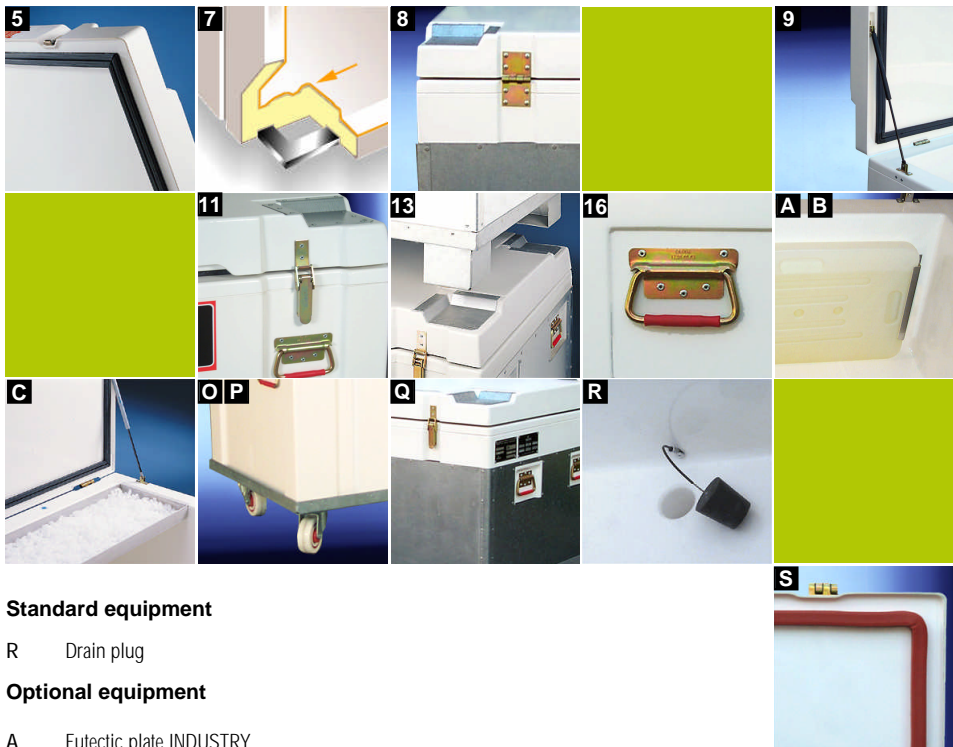 5
7
8
9
11
13
16
A B
C
O P
Q
R
Standard equipment
S
R Drain plug
Optional equipment
A Eutectic plate INDUSTRY